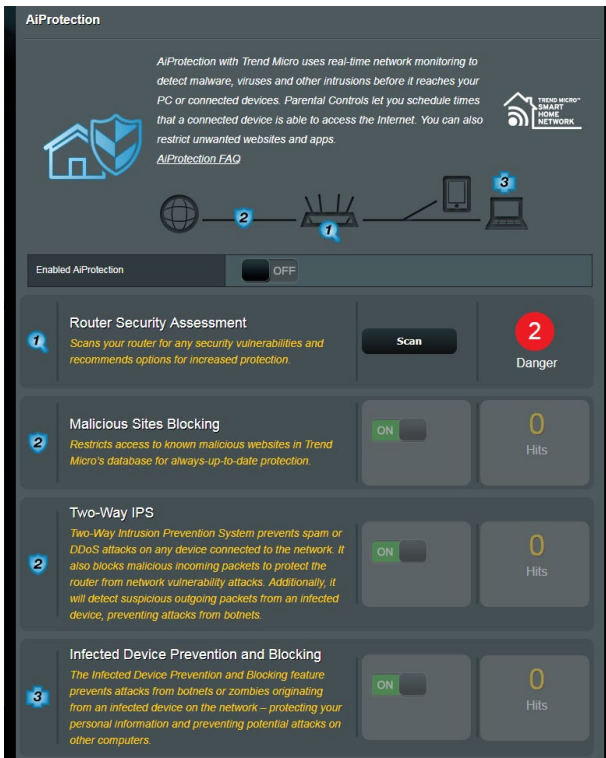 AiProtection
AiProtection with Trend Micro uses real-time network monitoring to
detect malware, viruses and other intrusions before it reaches your
PC or connected devices. Parental Controls let you schedule times
that a connected device is able to access the Internet. You can also
restrict unwanted websites and apps.
AiProtection FAQ
TREND MICRO™
SMART
HOME
NETWORK
3
2
1
Enabled AiProtection
OFF
1
Router Security Assessment
Scans your router for any security vulnerabilities and
recommends options for increased protection.
Scan
2
Danger
2
Malicious Sites Blocking
Restricts access to known malicious websites in Trend
Micro's database for always-up-to-date protection.
ON
0
Hits
2
Two-Way IPS
Two-Way Intrusion Prevention System prevents spam or
DDoS attacks on any device connected to the network. It
also blocks malicious incoming packets to protect the
router from network vulnerability attacks. Additionally, it
will detect suspicious outgoing packets from an infected
device, preventing attacks from botnets.
ON
0
Hits
3
Infected Device Prevention and Blocking
The Infected Device Prevention and Blocking feature
prevents attacks from botnets or zombies originating
from an infected device on the network – protecting your
personal information and preventing potential attacks on
other computers.
ON
0
Hits